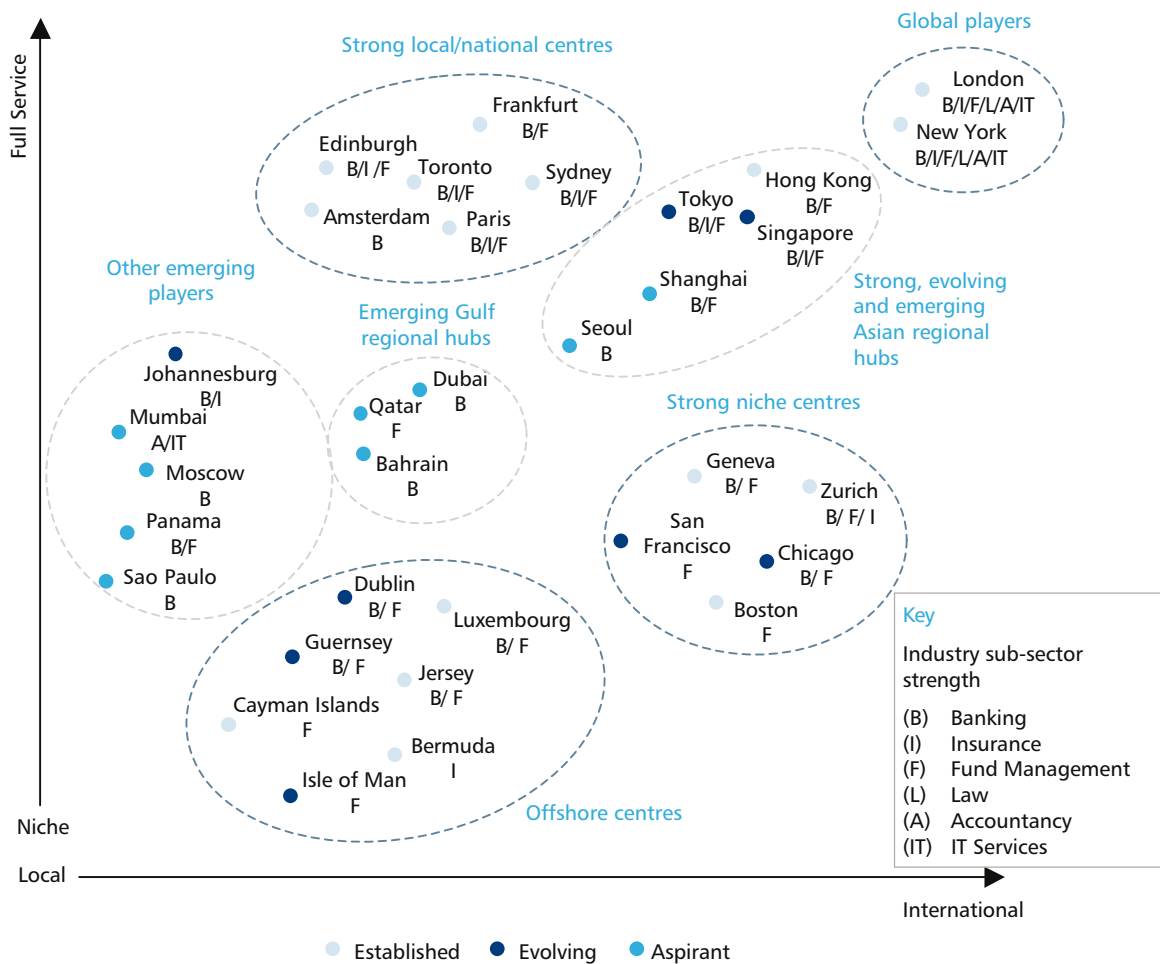 Full Service
Global players
London
B/I/F/L/A/IT
New York
B/I/F/L/A/IT
Strong local/national centres
Frankfurt
B/F
Edinburgh
B/I /F
Toronto
B/I/F
Sydney
B/I/F
Amsterdam
B
Paris
B/I/F
Hong Kong
B/F
Tokyo
B/I/F
Singapore
B/I/F
Shanghai
B/F
Seoul
B
Strong, evolving
and emerging
Asian regional
hubs
Other emerging
players
Johannesburg
B/I
Mumbai
A/IT
Moscow
B
Panama
B/F
Sao Paulo
B
Emerging Gulf
regional hubs
Dubai
B
Qatar
F
Bahrain
B
Strong niche centres
Geneva
B/ F
Zurich
B/ F/ I
San
Francisco
F
Chicago
B/ F
Boston
F
Dublin
B/ F
Luxembourg
B/ F
Guernsey
B/ F
Jersey
B/ F
Cayman Islands
F
Bermuda
I
Isle of Man
F
Offshore centres
Key
Industry sub-sector
strength
(B) Banking
(I) Insurance
(F) Fund Management
(L) Law
(A) Accountancy
(IT) IT Services
Niche
Local
International
Established
Evolving
Aspirant